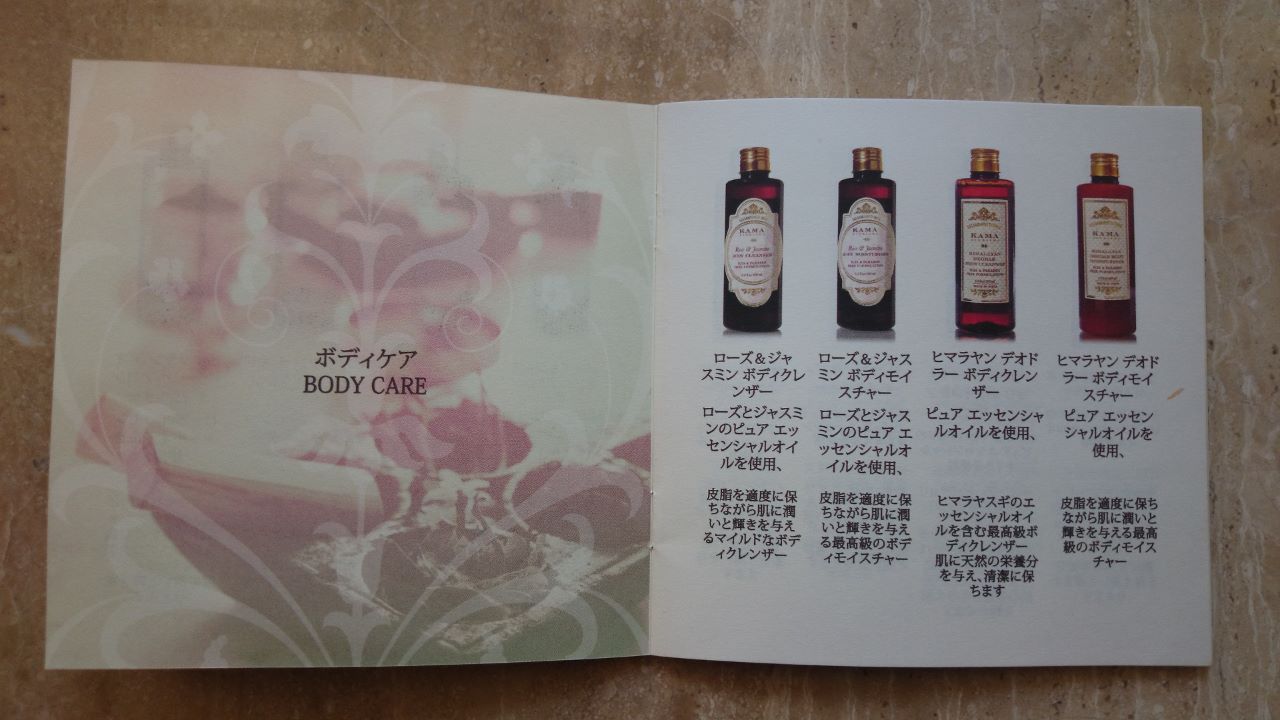 ボディケア
BODY CARE
KAMA
Rose & Jasmine
BODY CLEANSER
KAMA
Rose & Jasmine
KAMA
HIMALAYAN
DEODAR
BODY CLEANSER
KAMA
HIMALAYAN
ローズ&ジャ
スミン ボディクレ
ンザー
ローズとジャスミ
ンのピュア エッ
センシャルオイ
ルを使用、
皮脂を適度に保
ちながら肌に潤
いと輝きを与え
るマイルドなボデ
ィクレンザー
ローズ&ジャス
ミン ボディモイ
スチャー
ローズとジャス
ミンのピュア エ
ッセンシャルオ
イルを使用、
皮脂を適度に保
ちながら肌に潤
いと輝きを与え
る最高級のボデ
ィモイスチャー
ヒマラヤン デオド
ラー ボディクレン
ザー
ピュア エッセンシャ
ルオイルを使用、
ヒマラヤスギのエ
ッセンシャルオイ
ルを含む最高級ボ
ディクレンザー
肌に天然の栄養分
を与え、清潔に保
ちます
ヒマラヤン デオド
ラー ボディモイ
スチャー
ピュア エッセン
シャルオイルを
使用、
皮脂を適度に保ち
ながら肌に潤いと
輝きを与える最高
級のボディモイス
チャー